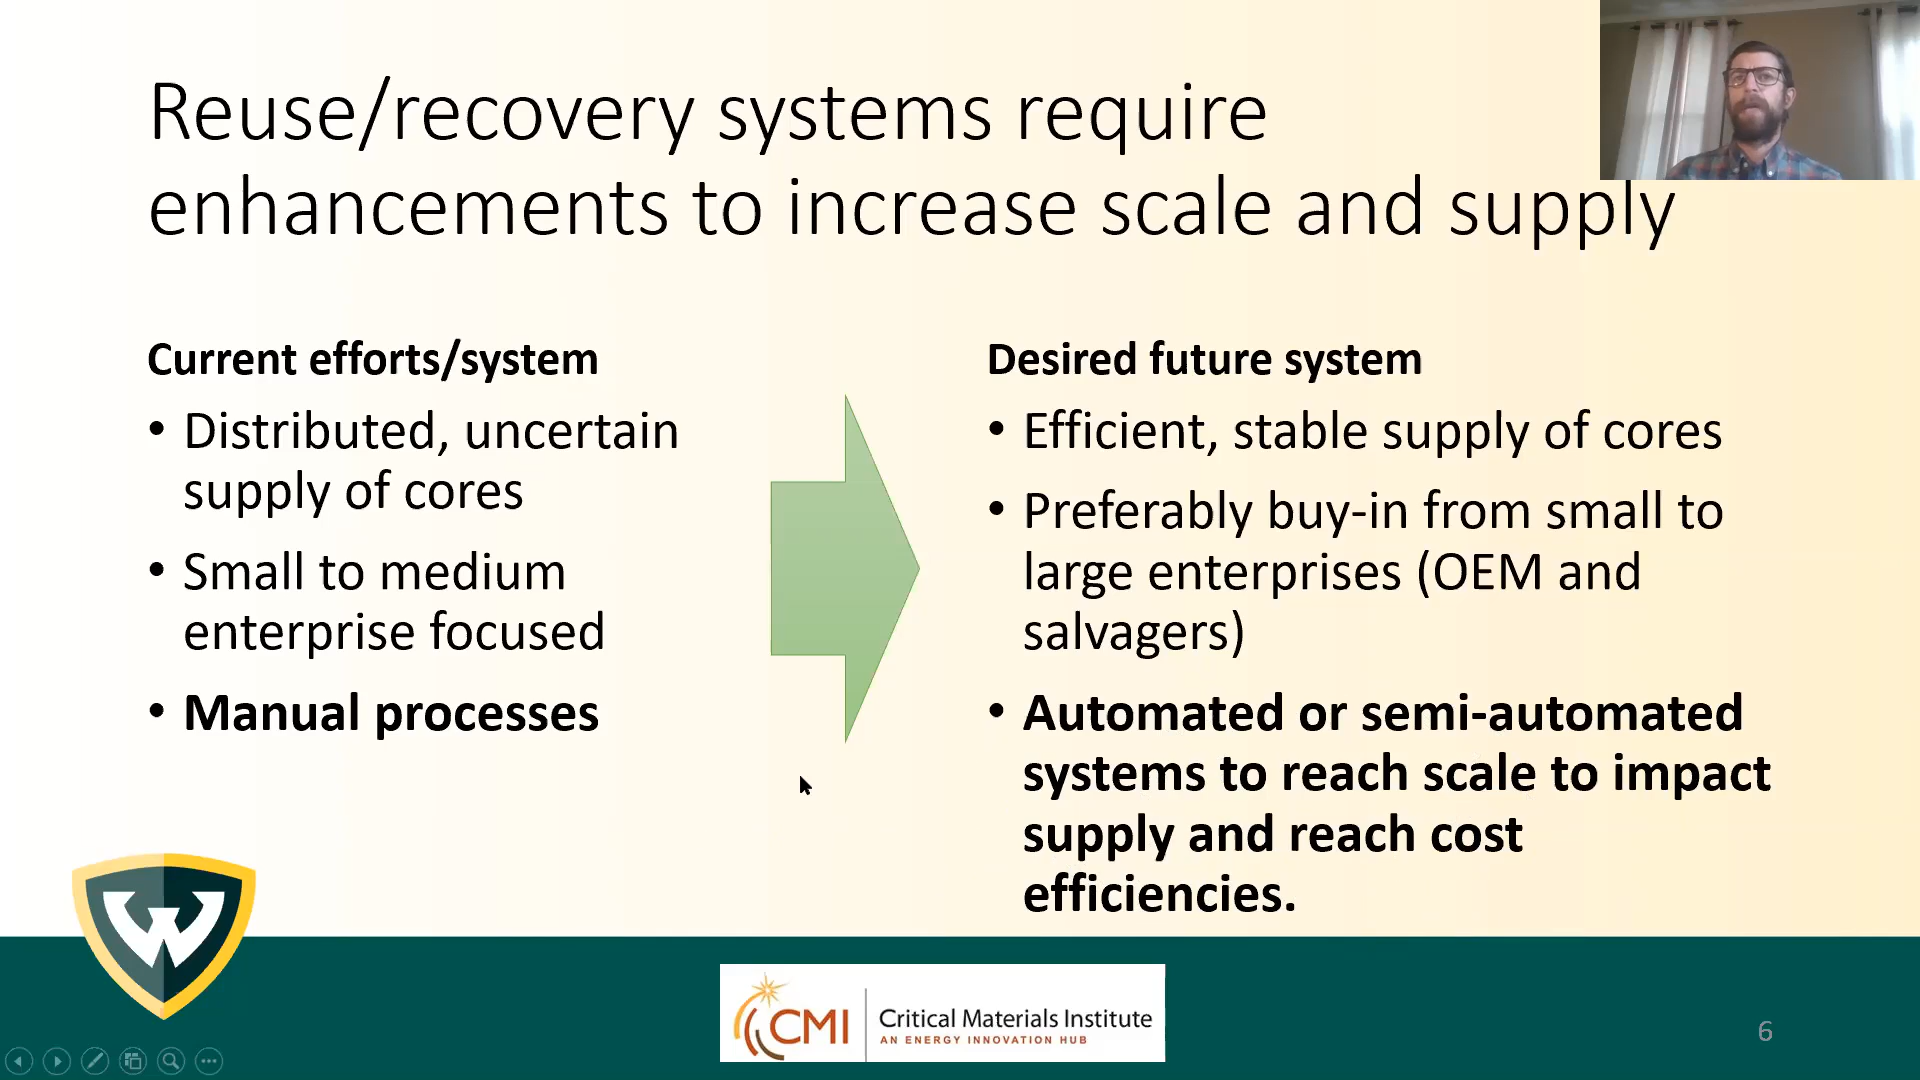 Reuse/recovery systems require
enhancements to increase scale and supply
Current efforts/system
• Distributed, uncertain
supply of cores
• Small to medium
enterprise focused
• Manual processes
Desired future system
• Efficient, stable supply of cores
• Preferably buy-in from small to
large enterprises (OEM and
salvagers)
• Automated or semi-automated
systems to reach scale to impact
supply and reach cost
efficiencies.
W
CMI
Critical Materials Institute
AN ENERGY INNOVATION HUB
6